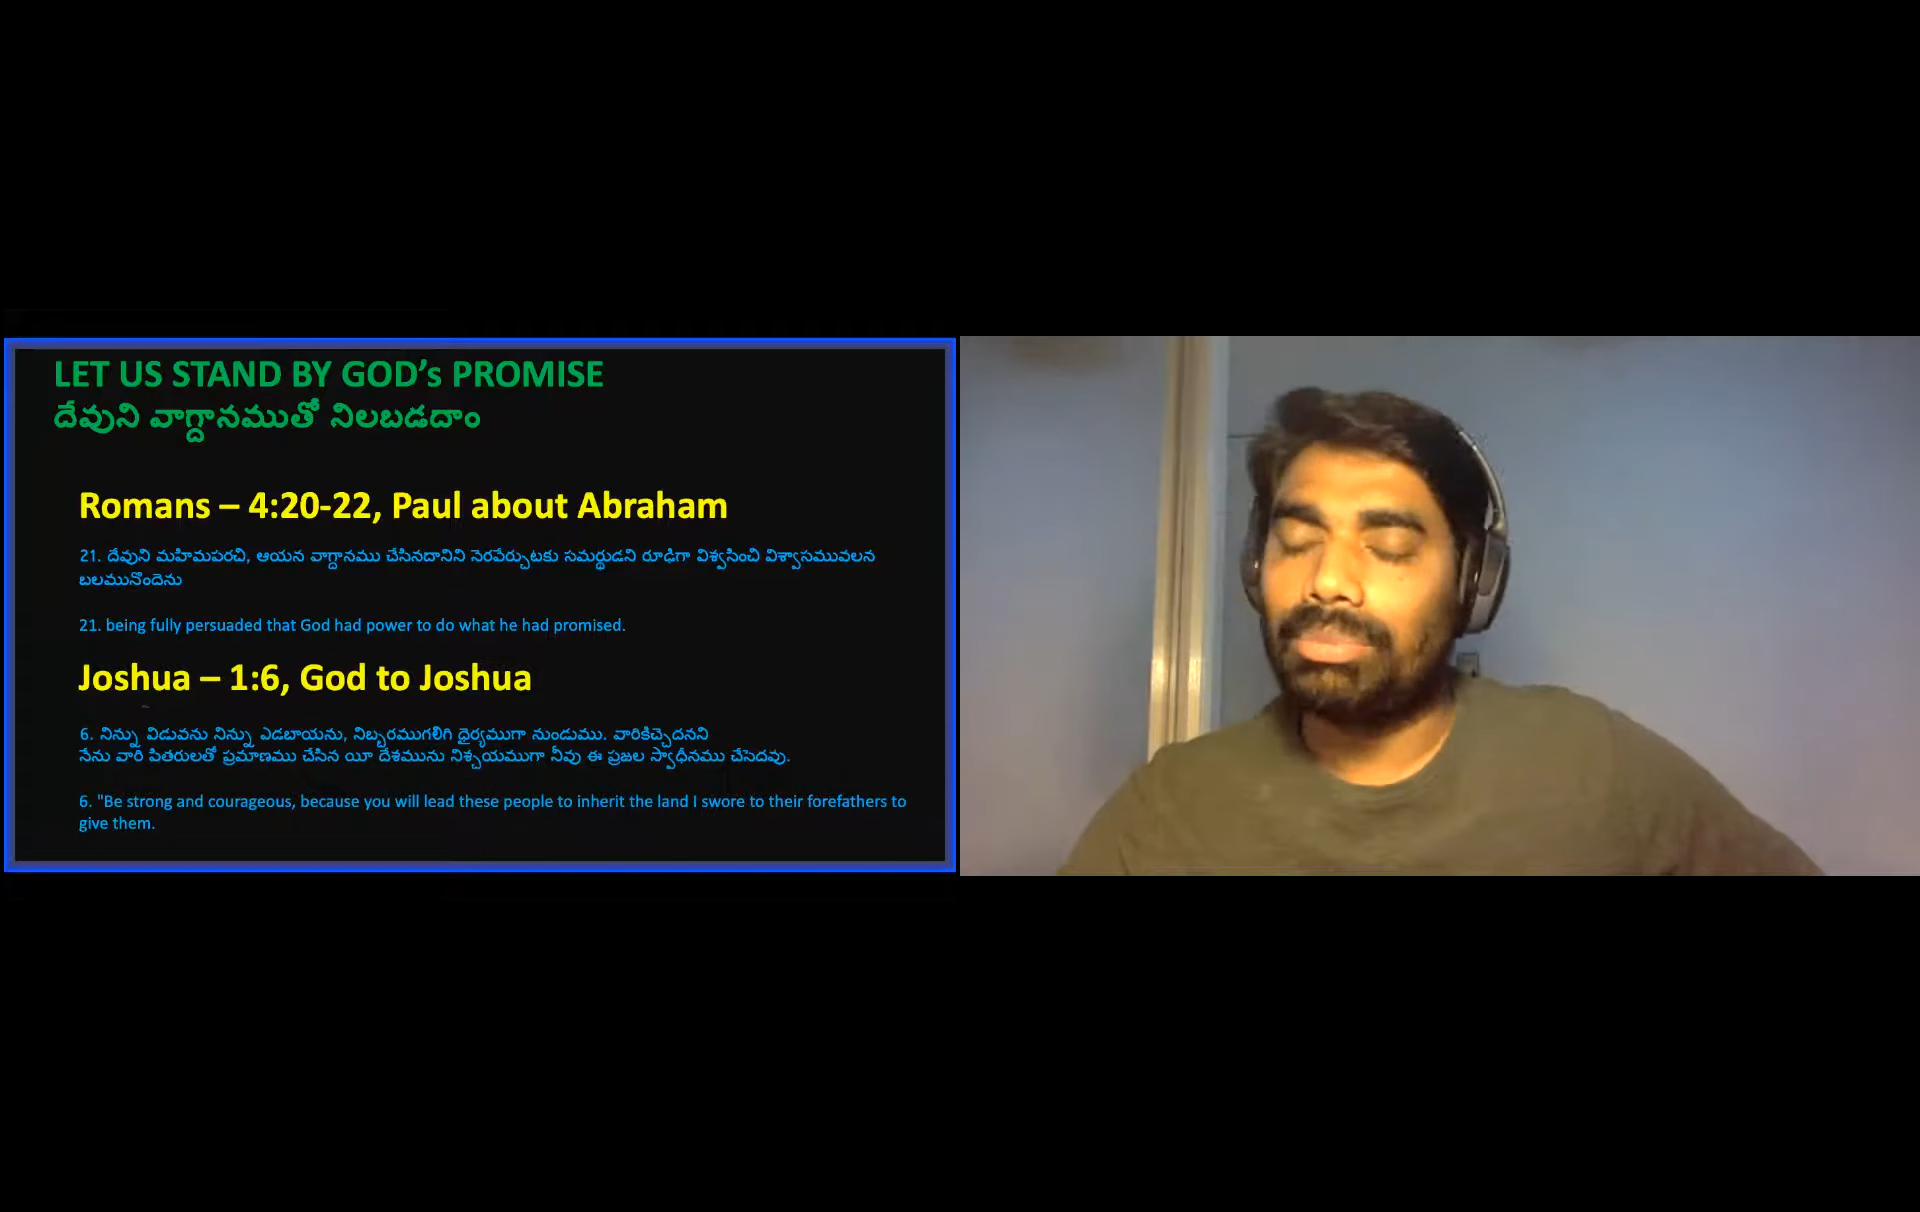 LET US STAND BY GOD’s PROMISE
దేవుని వాగ్దానముతో నిలబడదాం
Romans – 4:20-22, Paul about Abraham
21. దేవుని మహిమపరచి, ఆయన వాగ్దానము చేసినదానిని నెరవేర్చుటకు సమర్థుడని రూఢిగా విశ్వసించి విశ్వాసమువలన
బలమునొందెను
21. being fully persuaded that God had power to do what he had promised.
Joshua – 1:6, God to Joshua
6. నిన్ను విడువను నిన్ను ఎడబాయను, నిబ్బరముగలిగి ధైర్యముగా నుండుము. వారికిచ్చెదనని
నేను వారి పితరులతో ప్రమాణము చేసిన యీ దేశమును నిశ్చయముగా నీవు ఈ ప్రజల స్వాధీనము చేసెదవు.
6. "Be strong and courageous, because you will lead these people to inherit the land I swore to their forefathers to
give them.